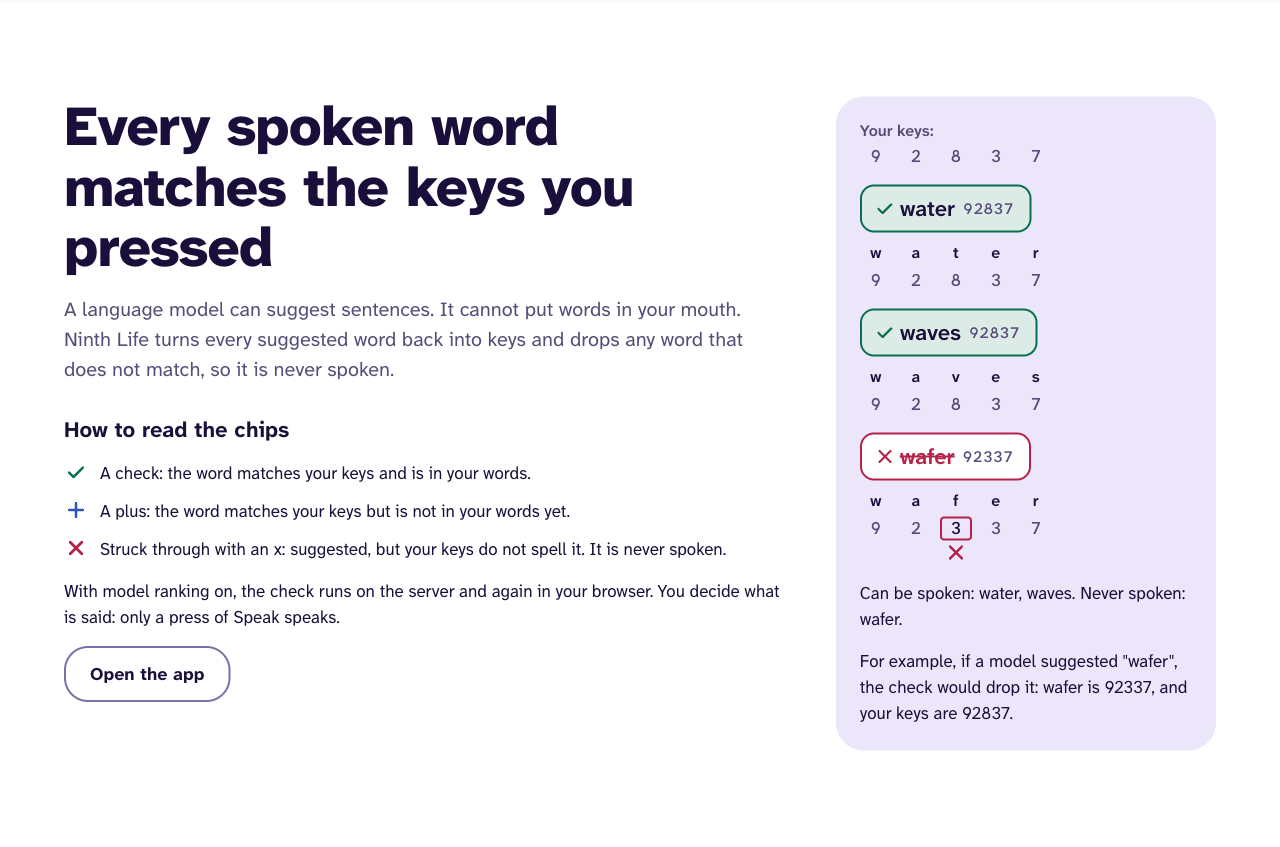 Every spoken word
matches the keys you
pressed
A language model can suggest sentences. It cannot put words in your mouth.
Ninth Life turns every suggested word back into keys and drops any word that
does not match, so it is never spoken.
How to read the chips
A check: the word matches your keys and is in your words.
A plus: the word matches your keys but is not in your words yet.
Struck through with an x: suggested, but your keys do not spell it. It is never spoken.
With model ranking on, the check runs on the server and again in your browser. You decide what
is said: only a press of Speak speaks.
Open the app
Your keys:
9 2 8 3 7
water 92837
w a t e r
9 2 8 3 7
waves 92837
w a v e s
9 2 8 3 7
wafer 92337
w a f e r
9 2 3 3 7
Can be spoken: water, waves. Never spoken:
wafer.
For example, if a model suggested "wafer",
the check would drop it: wafer is 92337, and
your keys are 92837.